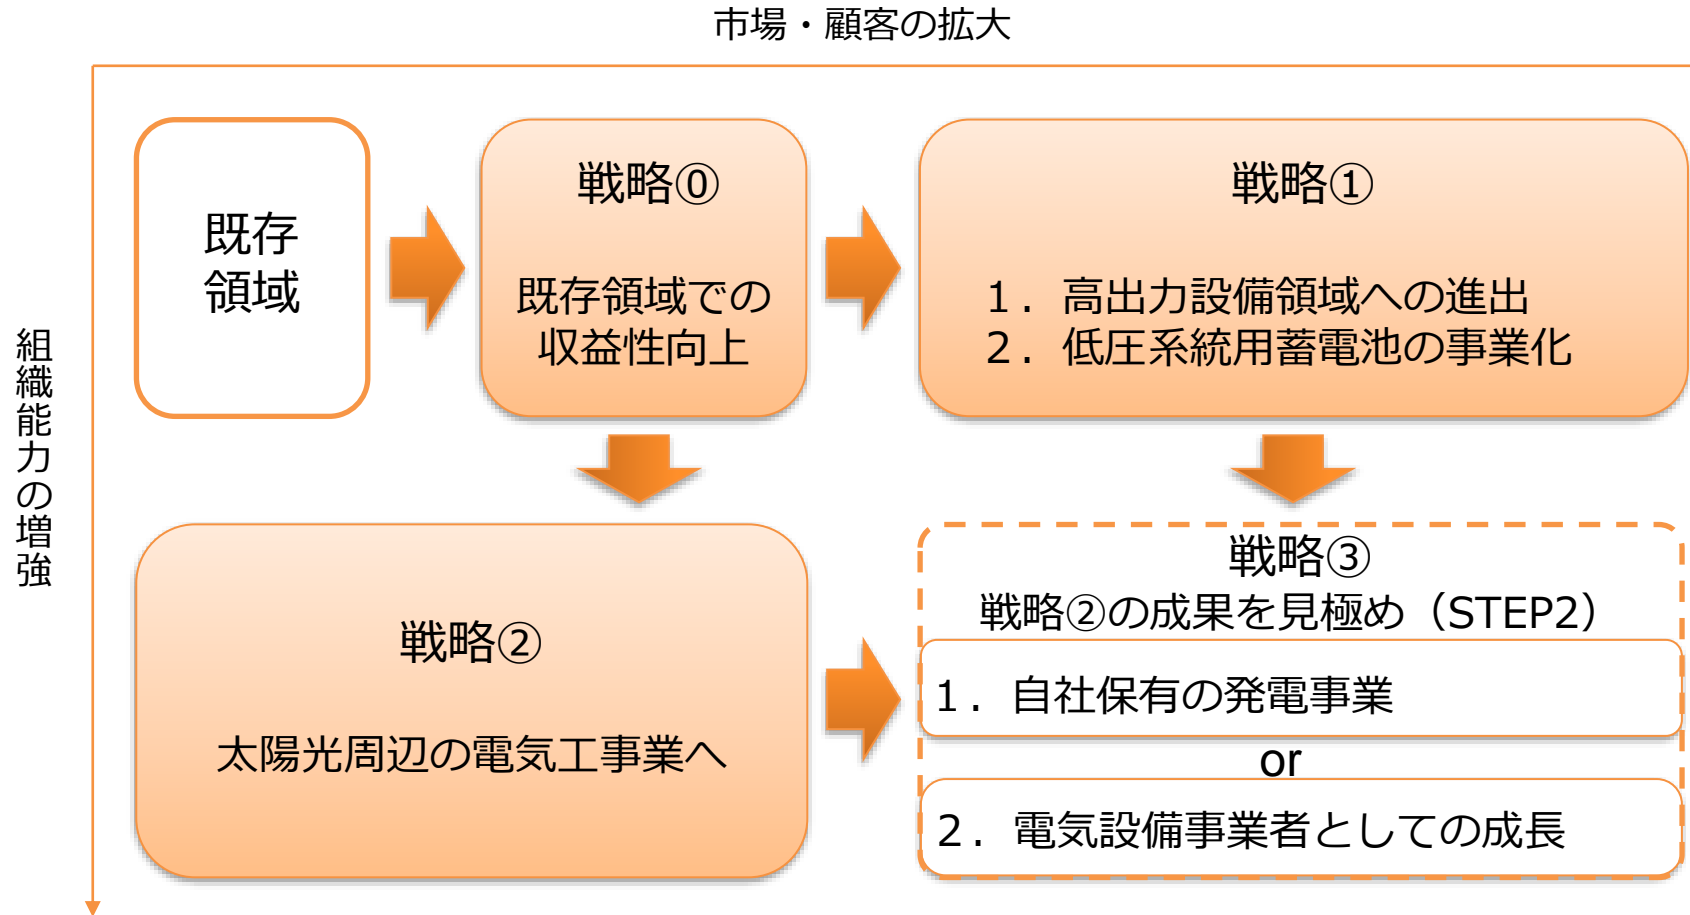 市場・顧客の拡大
組織能力の増強
既存
領域
戦略⓪
既存領域での
収益性向上
戦略①
１．高出力設備領域への進出
２．低圧系統用蓄電池の事業化
戦略②
太陽光周辺の電気工事業へ
戦略③
戦略②の成果を見極め（STEP2）
１．自社保有の発電事業
or
２．電気設備事業者としての成長